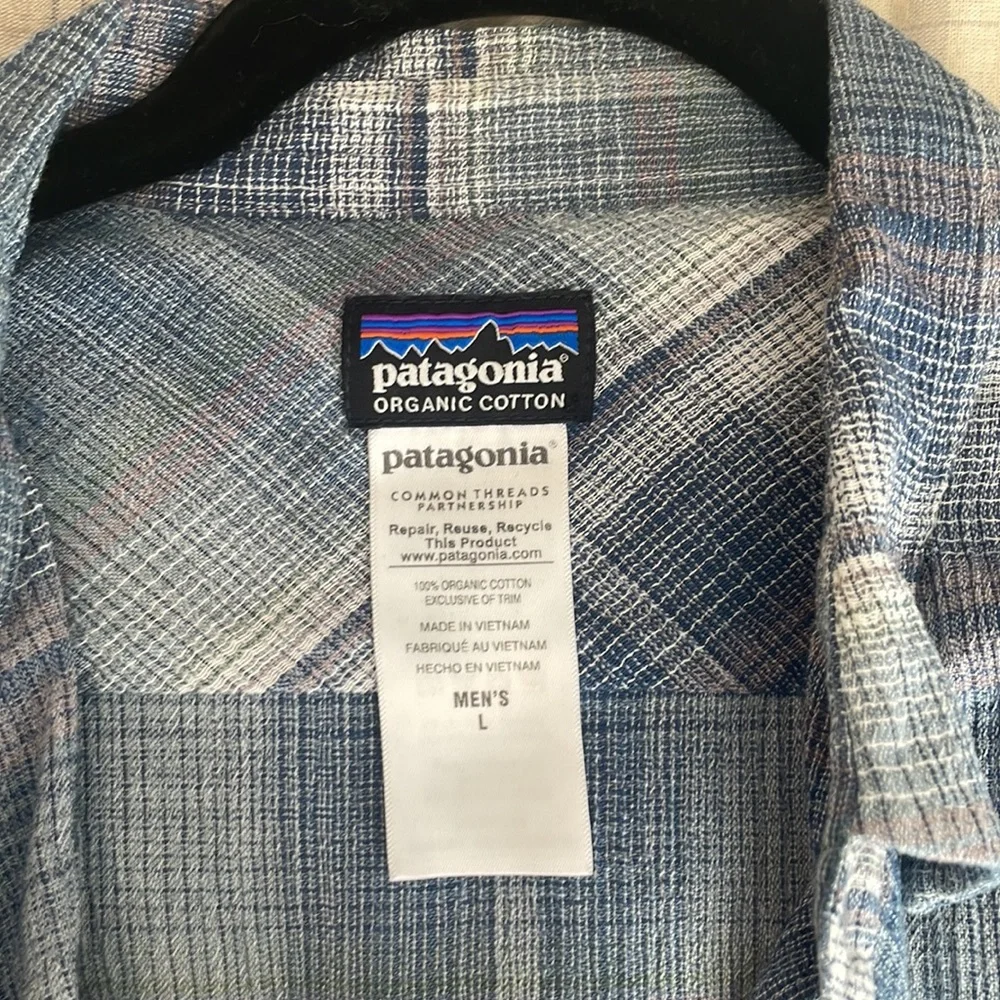 patagonia®
ORGANIC COTTON
patagonia®
COMMON THREADS
PARTNERSHIP
Repair, Reuse, Recycle
This Product
www.patagonia.com
100% ORGANIC COTTON
EXCLUSIVE OF TRIM
MADE IN VIETNAM
FABRIQUÉ AU VIETNAM
HECHO EN VIETNAM
MEN'S
L